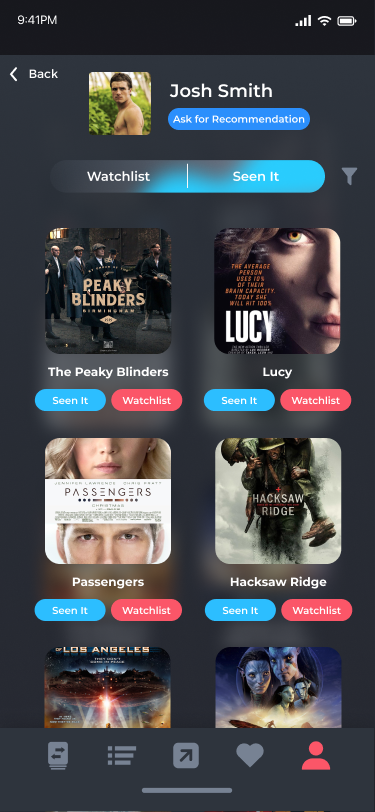 9:41PM
Back
Josh Smith
Ask for Recommendation
Watchlist
Seen It
PEAKY
BLINDERS
BIRMINGHAM
THE AVERAGE
PERSON
USES 10%
OF THEIR
BRAIN CAPACITY.
TODAY SHE
WILL HIT 100%
LUCY
The Peaky Blinders
Lucy
Seen It
Watchlist
Seen It
Watchlist
JENNIFER LAWRENCE CHRIS PRATT
PASSENGERS
CHRISTMAS
HACKSAW
RIDGE
Passengers
Hacksaw Ridge
Seen It
Watchlist
Seen It
Watchlist
OF LOS ANGELES